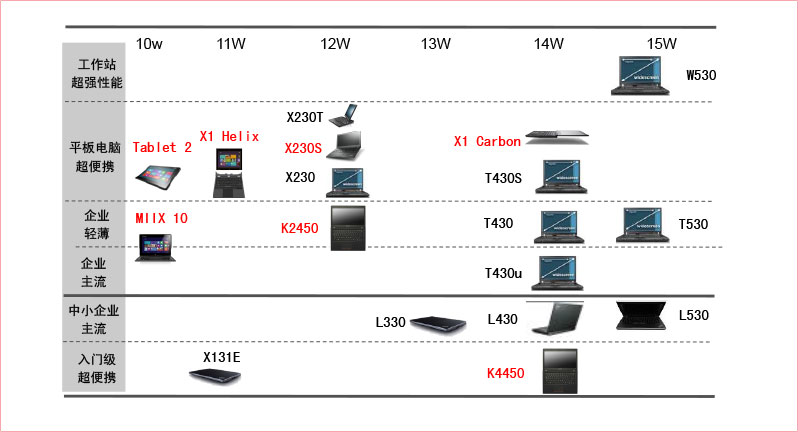 10w 11W 12W 13W 14W 15W
工作站
超强性能
W530
X230T
平板电脑
超便携
Tablet 2
X1 Helix
X230S
X1 Carbon
X230
T430S
企业
轻薄
MIIX 10
K2450
T430
T530
企业
主流
T430u
中小企业
主流
L330
L430
L530
入门级
超便携
X131E
K4450